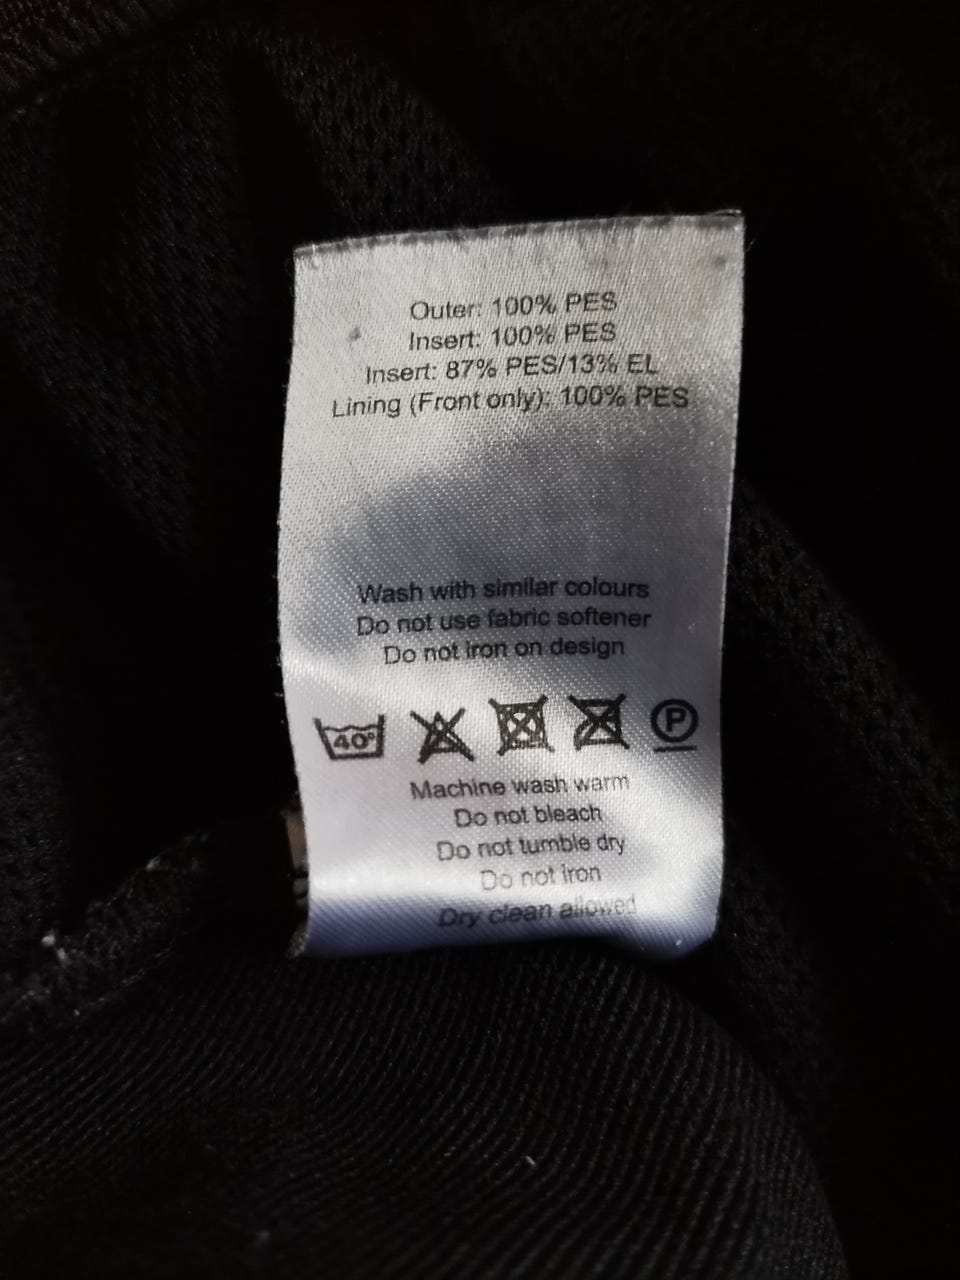 Outer: 100% PES
Insert: 100% PES
Insert: 87% PES/13% EL
Lining (Front only): 100% PES
Wash with similar colours
Do not use fabric softener
Do not iron on design
40° P
Machine wash warm
Do not bleach
Do not tumble dry
Do not iron
Dry clean allowed